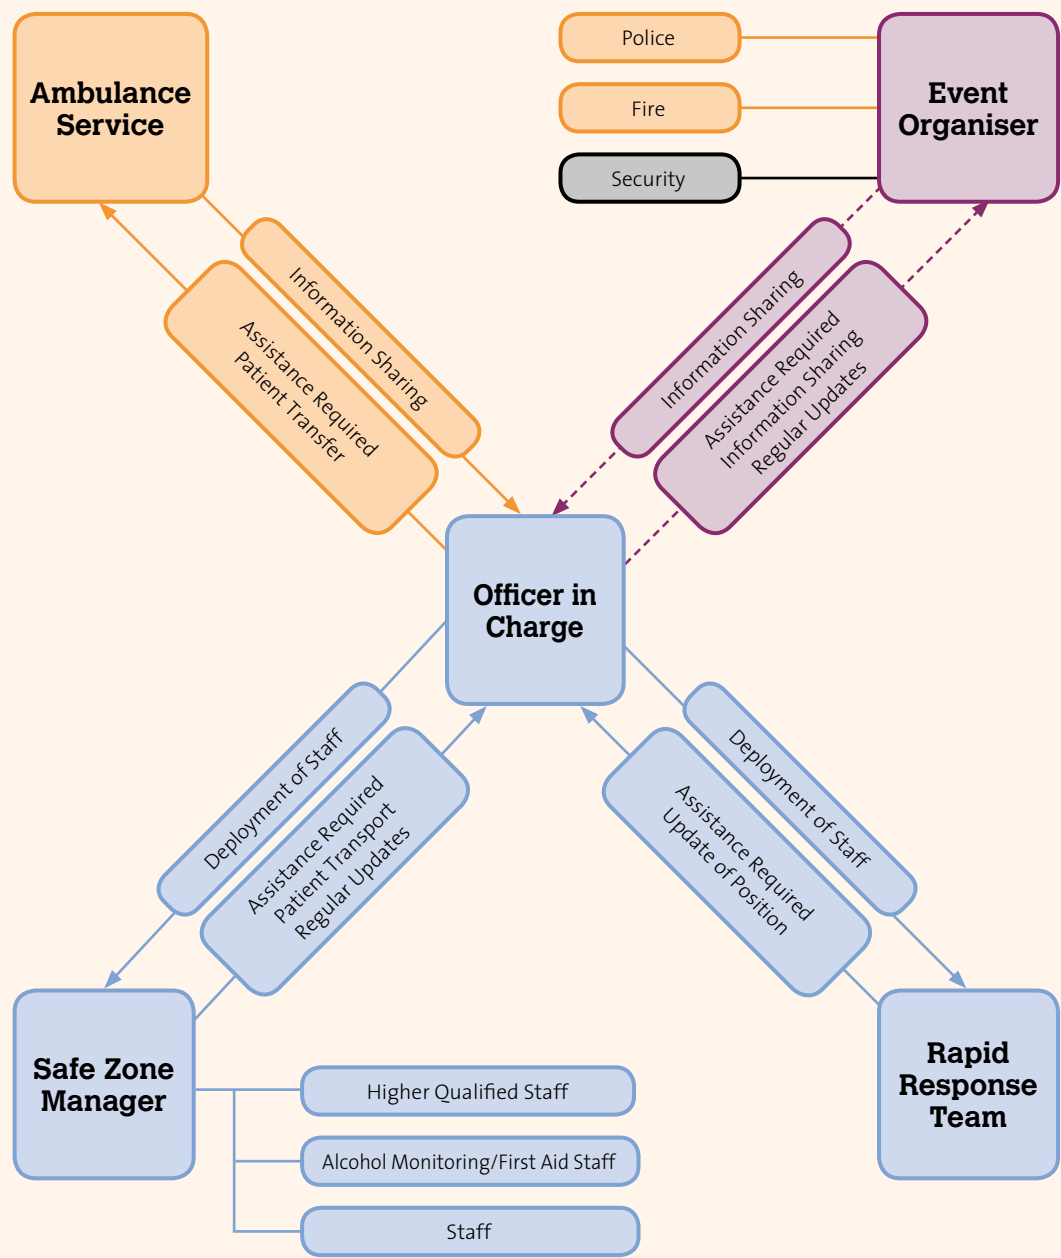 Ambulance
Service
Police
Fire
Security
Event
Organiser
Information Sharing
Assistance Required
Patient Transfer
Information Sharing
Assistance Required
Information Sharing
Regular Updates
Officer in
Charge
Deployment of Staff
Assistance Required
Patient Transport
Regular Updates
Deployment of Staff
Assistance Required
Update of Position
Safe Zone
Manager
Higher Qualified Staff
Alcohol Monitoring/First Aid Staff
Staff
Rapid
Response
Team